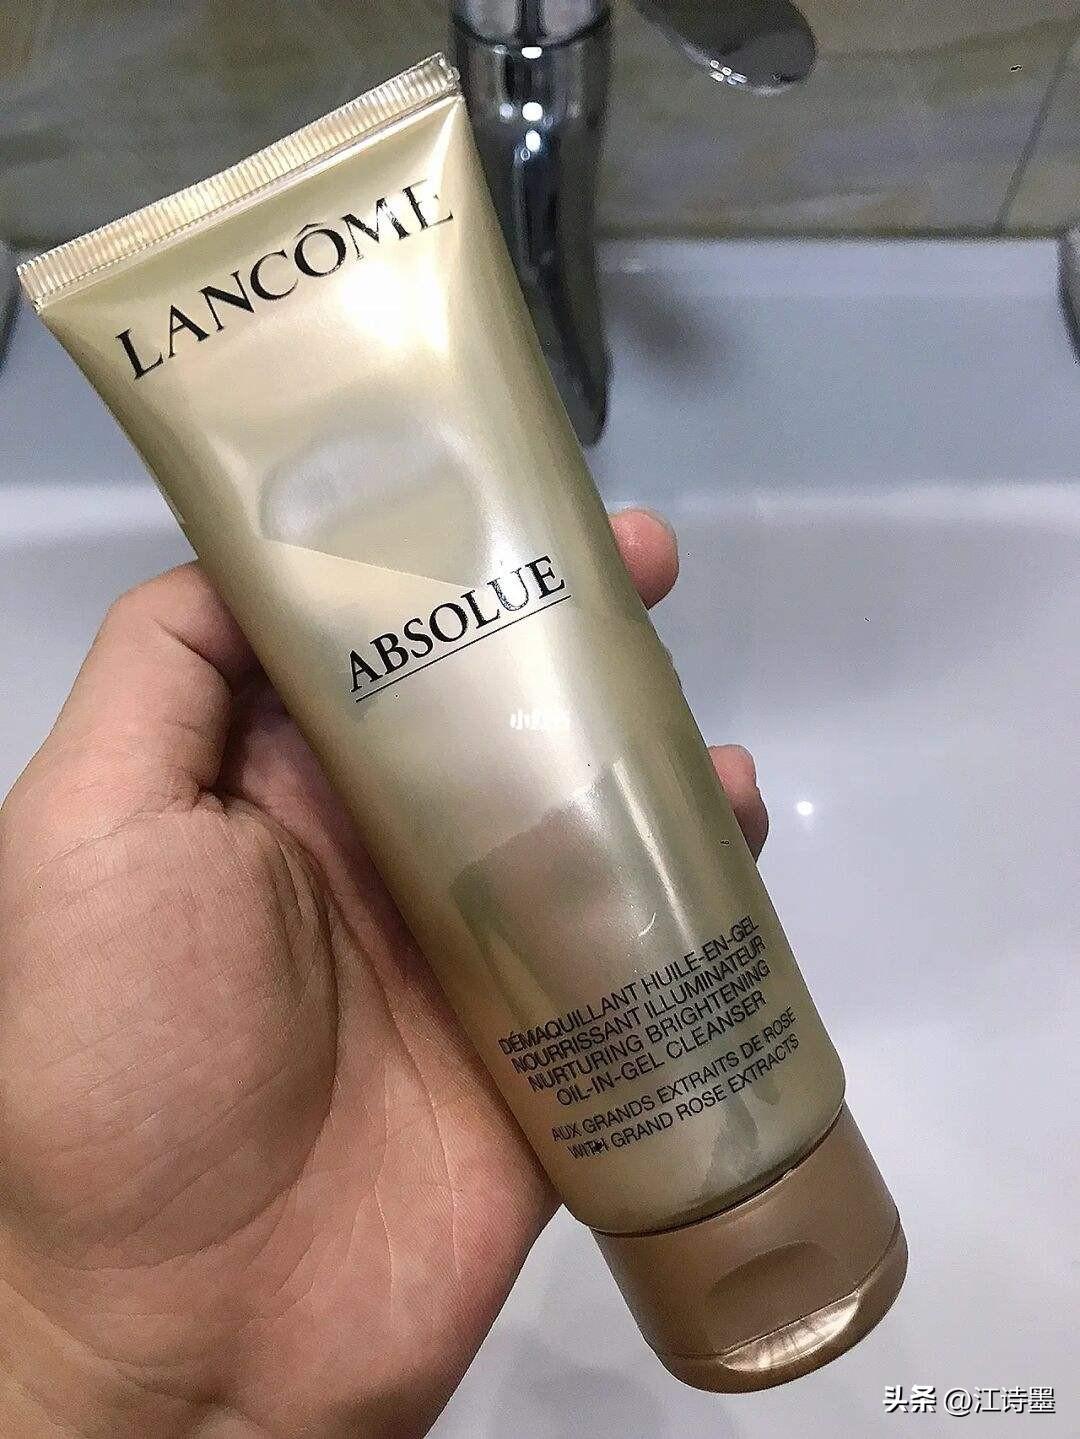 LANCÔME
ABSOLUE
DÉMAQUILLANT HUILE-EN-GEL
NOURRISSANT ILLUMINATEUR
NURTURING BRIGHTENING
OIL-IN-GEL CLEANSER
AUX GRANDS EXTRAITS DE ROSE
WITH GRAND ROSE EXTRACTS
头条 @江诗墨